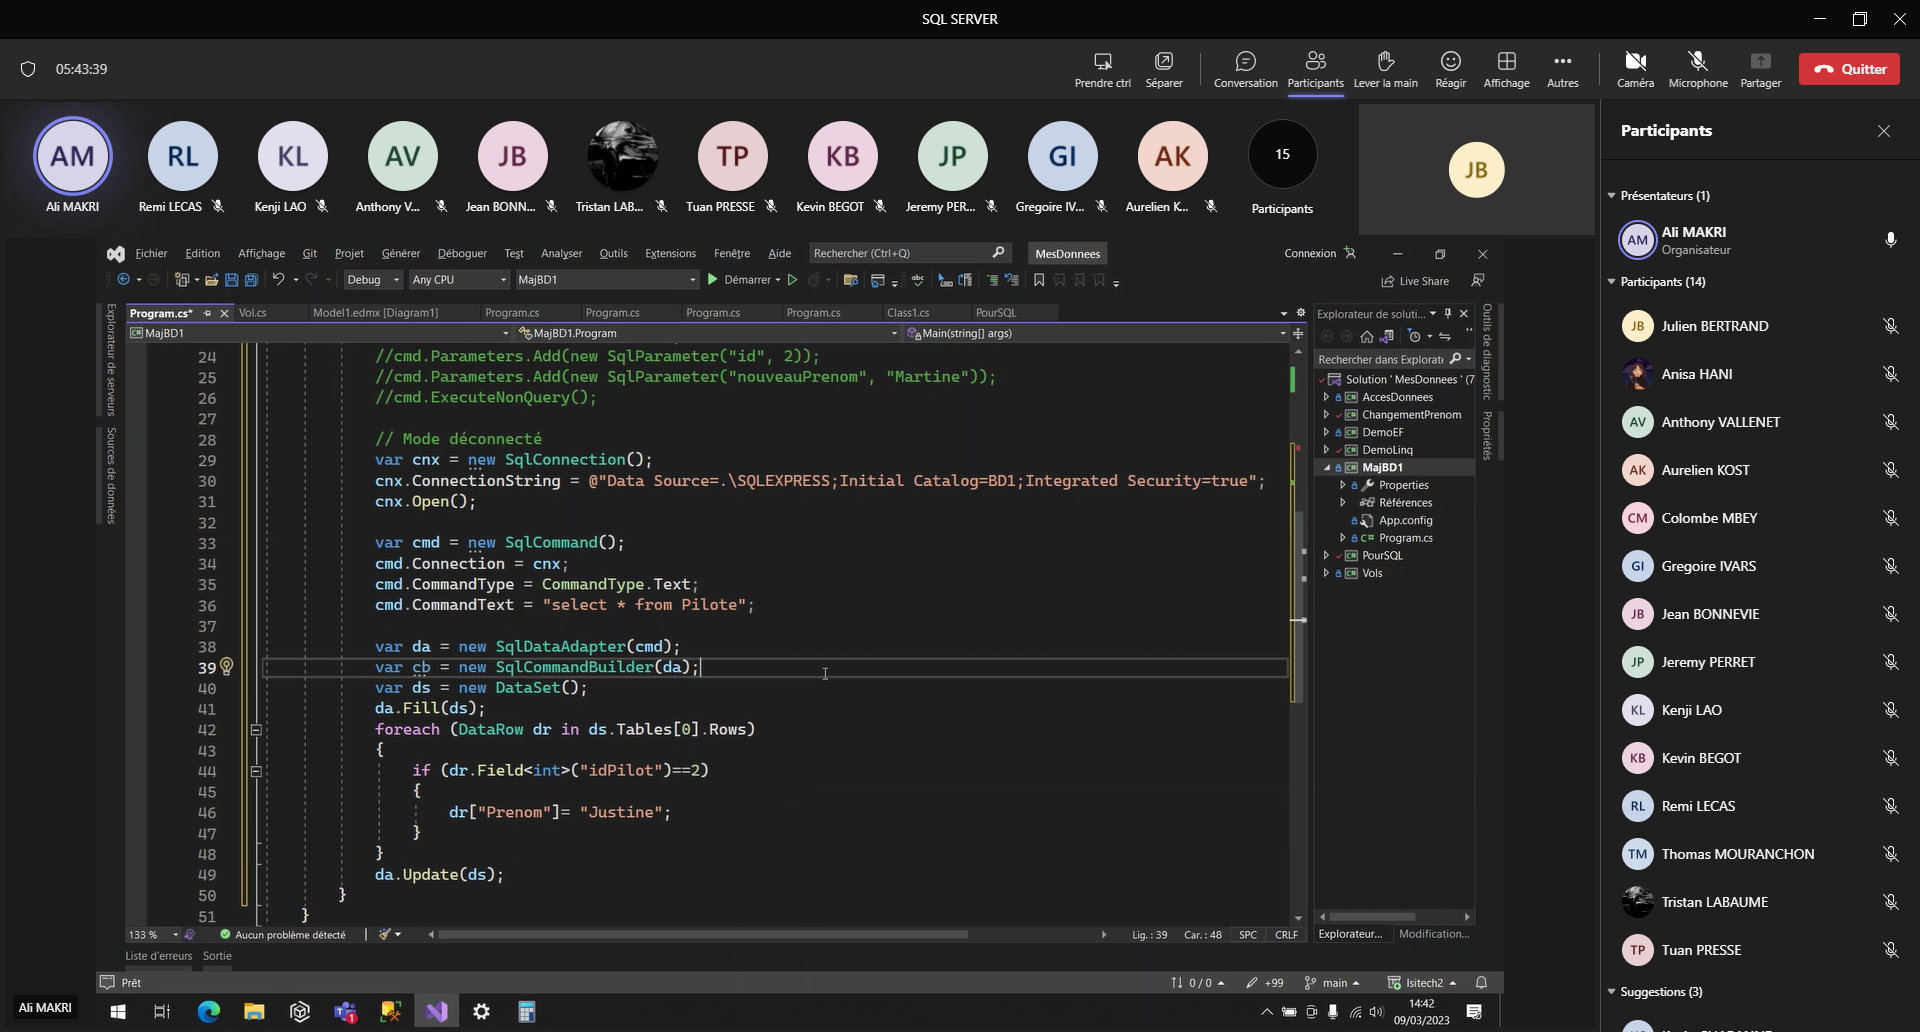 SQL SERVER
05:43:39
Prendre ctrl
Séparer
Conversation
Participants
Lever la main
Réagir
Affichage
Autres
Caméra
Microphone
Partager
Quitter
AM
RL
KL
AV
JB
TP
KB
JP
GI
AK
15
JB
Ali MAKRI
Remi LECAS
Kenji LAO
Anthony V...
Jean BONN...
Tristan LAB...
Tuan PRESSE
Kevin BEGOT
Jeremy PER...
Gregoire IV...
Aurelien K...
Participants
Fichier Edition Affichage Git Projet Générer Déboguer Test Analyser Outils Extensions Fenêtre Aide
Rechercher (Ctrl+Q)
MesDonnees
Connexion
Debug
Any CPU
MajBD1
Démarrer
Live Share
Explorateur de serveurs
Sources de données
Program.cs*
Vol.cs
Model1.edmx [Diagram1]
Program.cs
Program.cs
Program.cs
Program.cs
Class1.cs
PourSQL
MajBD1
MajBD1.Program
Main(string[] args)
24 //cmd.Parameters.Add(new SqlParameter("id", 2));
25 //cmd.Parameters.Add(new SqlParameter("nouveauPrenom", "Martine"));
26 //cmd.ExecuteNonQuery();
27
28 // Mode déconnecté
29 var cnx = new SqlConnection();
30 cnx.ConnectionString = @"Data Source=.\SQLEXPRESS;Initial Catalog=BD1;Integrated Security=true";
31 cnx.Open();
32
33 var cmd = new SqlCommand();
34 cmd.Connection = cnx;
35 cmd.CommandType = CommandType.Text;
36 cmd.CommandText = "select * from Pilote";
37
38 var da = new SqlDataAdapter(cmd);
39 var cb = new SqlCommandBuilder(da);
40 var ds = new DataSet();
41 da.Fill(ds);
42 foreach (DataRow dr in ds.Tables[0].Rows)
43 {
44 if (dr.Field<int>("idPilot")==2)
45 {
46 dr["Prenom"]= "Justine";
47 }
48 }
49 da.Update(ds);
50 }
51 }
133 %
Aucun problème détecté
Lig. : 39
Car. : 48
SPC
CRLF
Liste d'erreurs
Sortie
Explorateur de soluti...
Rechercher dans Explorate
Solution ' MesDonnees ' (7
AccesDonnees
ChangementPrenom
DemoEF
DemoLinq
MajBD1
Properties
Références
App.config
C# Program.cs
PourSQL
Vols
Explorateur...
Modification...
Outils de diagnostic
Propriétés
Prêt
0 / 0
+99
main
Isitech2
Ali MAKRI
14:42
09/03/2023
Participants
Présentateurs (1)
AM
Ali MAKRI
Organisateur
Participants (14)
JB Julien BERTRAND
Anisa HANI
AV Anthony VALLENET
AK Aurelien KOST
CM Colombe MBEY
GI Gregoire IVARS
JB Jean BONNEVIE
JP Jeremy PERRET
KL Kenji LAO
KB Kevin BEGOT
RL Remi LECAS
TM Thomas MOURANCHON
Tristan LABAUME
TP Tuan PRESSE
Suggestions (3)